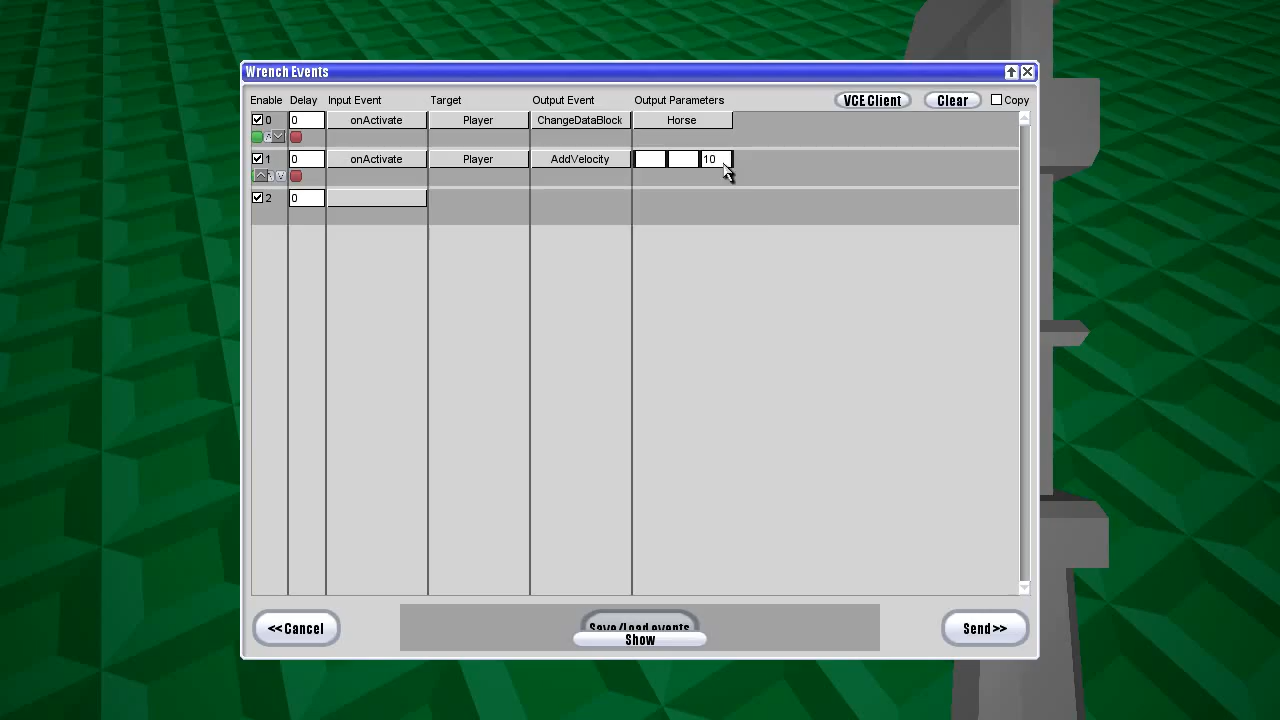 Wrench Events
Enable Delay Input Event Target Output Event Output Parameters VCE Client Clear Copy
0 0 onActivate Player ChangeDataBlock Horse
1 0 onActivate Player AddVelocity 10
2 0
<< Cancel Save/Load events Send >>
Show